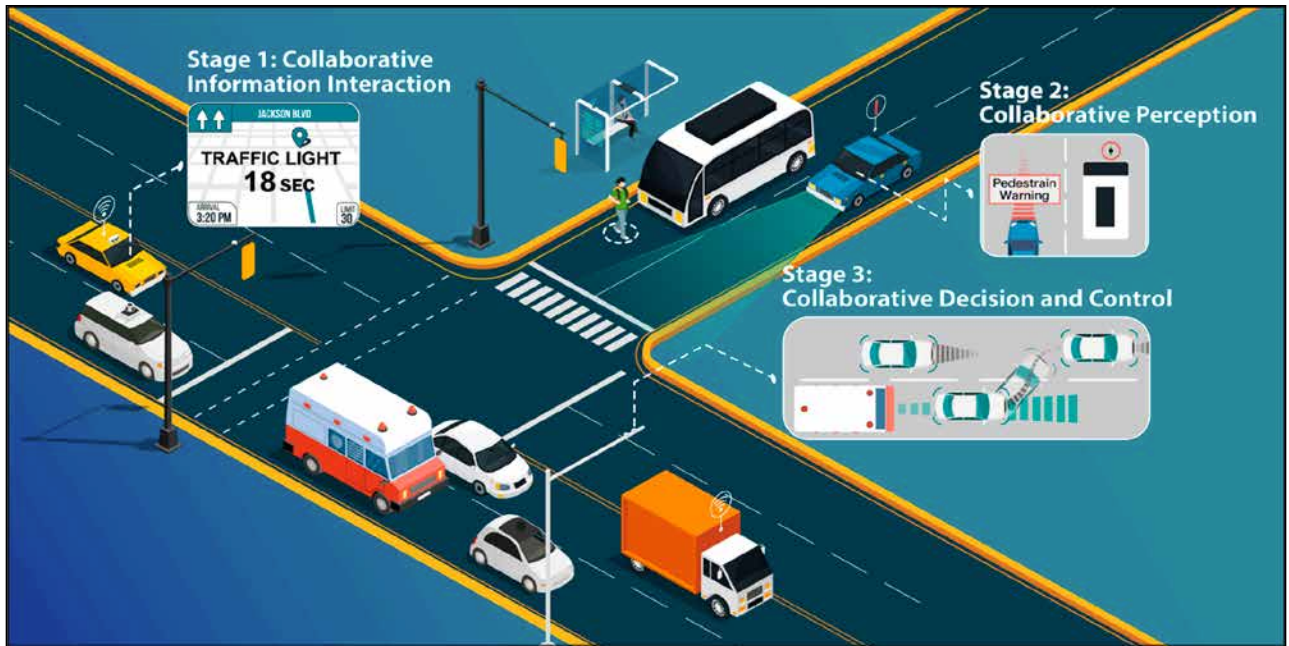 Stage 1: Collaborative
Information Interaction
JACKSON BLVD
TRAFFIC LIGHT
18 SEC
ARRIVAL
3:20 PM
LIMIT
30
Stage 2:
Collaborative Perception
Pedestrain
Warning
Stage 3:
Collaborative Decision and Control